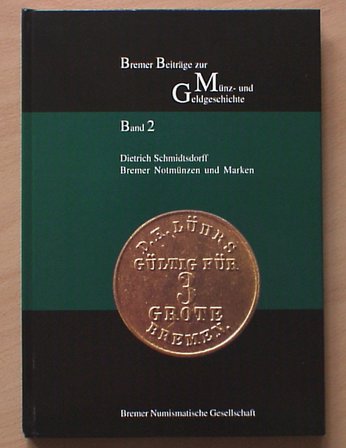 Bremer Beiträge zur
Münz- und
Geldgeschichte
Band 2
Dietrich Schmidtsdorff
Bremer Notmünzen und Marken
D. H. LÜHRS
GÜLTIG FÜR
3
GROTE
BREMEN.
Bremer Numismatische Gesellschaft